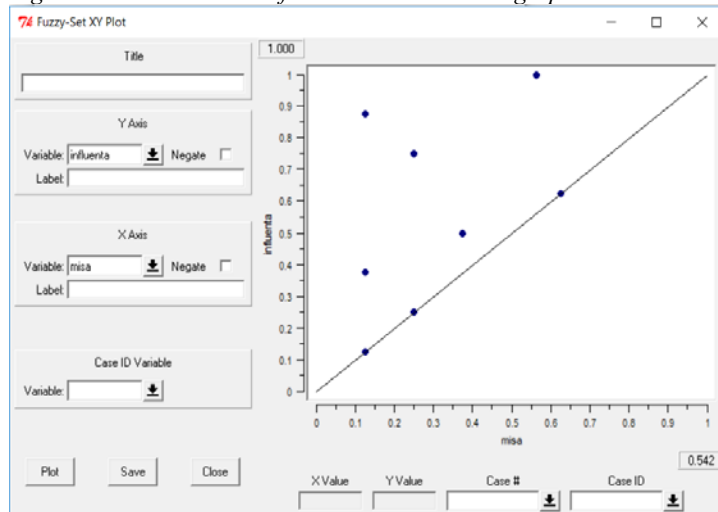 Fuzzy-Set XY Plot
Title
Y Axis
Variable: influenta
Negate
Label:
X Axis
Variable: misa
Negate
Label:
Case ID Variable
Variable:
Plot
Save
Close
1.000
1
0.9
0.8
0.7
0.6
0.5
0.4
0.3
0.2
0.1
0
influenta
0 0.1 0.2 0.3 0.4 0.5 0.6 0.7 0.8 0.9 1
misa
0.542
X Value
Y Value
Case #
Case ID